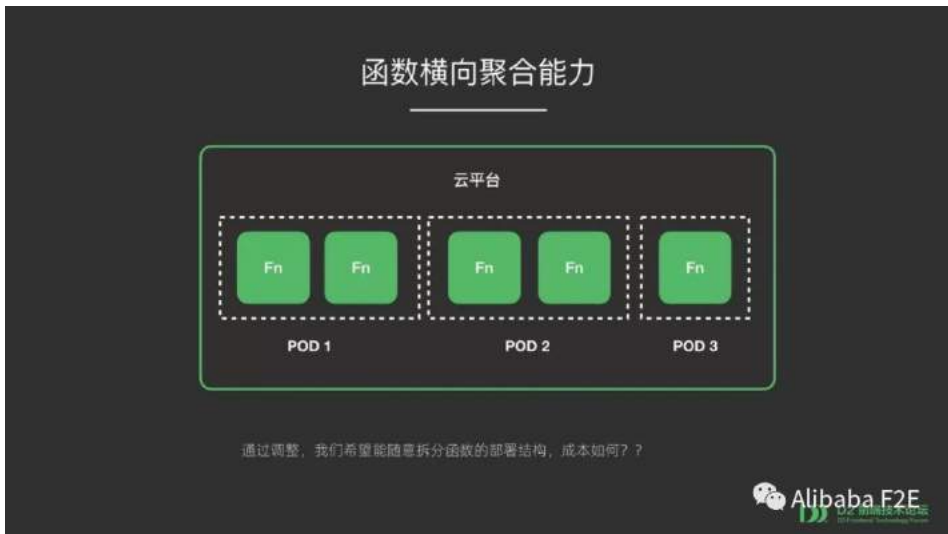 函数横向聚合能力
云平台
Fn Fn Fn Fn Fn
POD 1 POD 2 POD 3
通过调整，我们希望能随意拆分函数的部署结构，成本如何？？
Alibaba F2E
D2 前端技术论坛